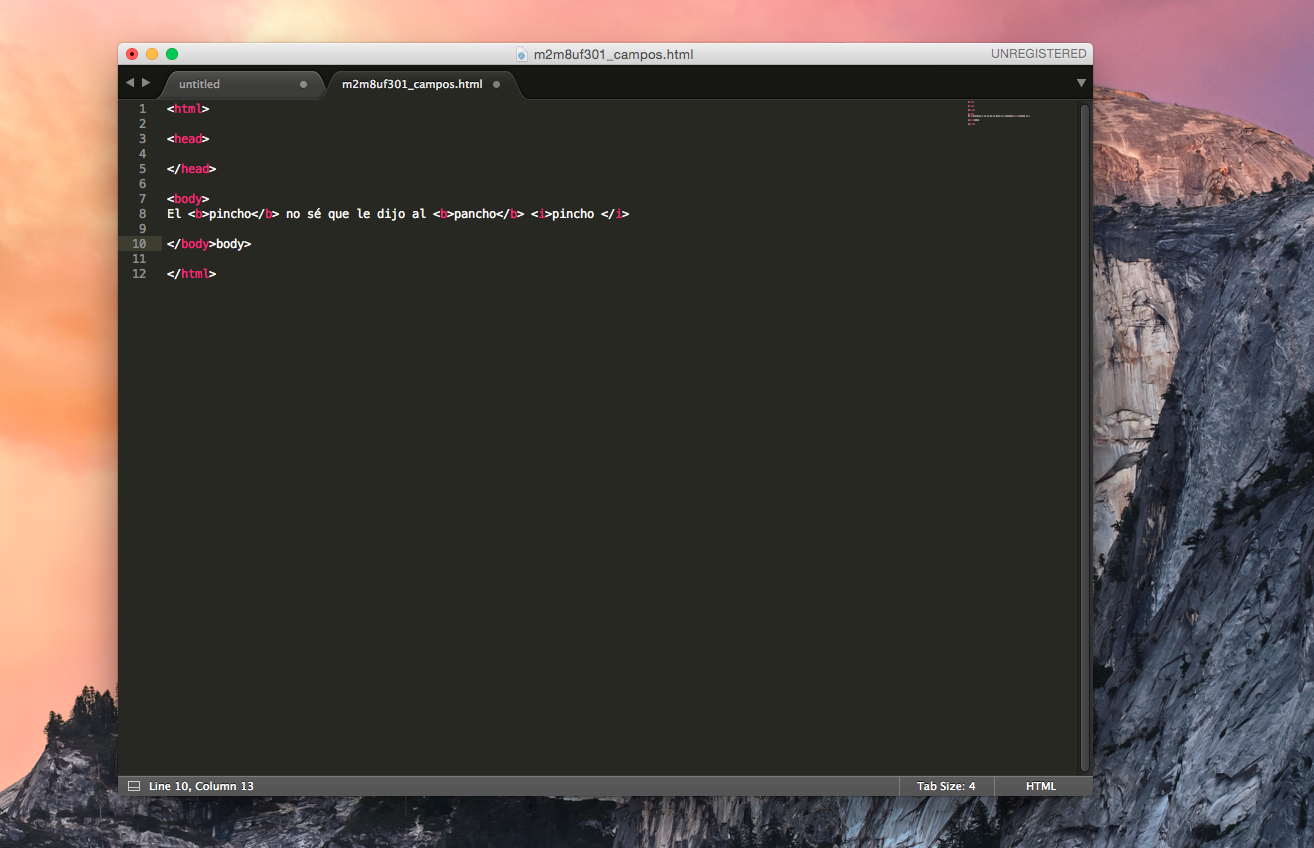 m2m8uf301_campos.html
UNREGISTERED
untitled
m2m8uf301_campos.html
1 <html>
2
3 <head>
4
5 </head>
6
7 <body>
8 El <b>pincho</b> no sé que le dijo al <b>pancho</b> <i>pincho </i>
9
10 </body>body>
11
12 </html>
Line 10, Column 13
Tab Size: 4
HTML